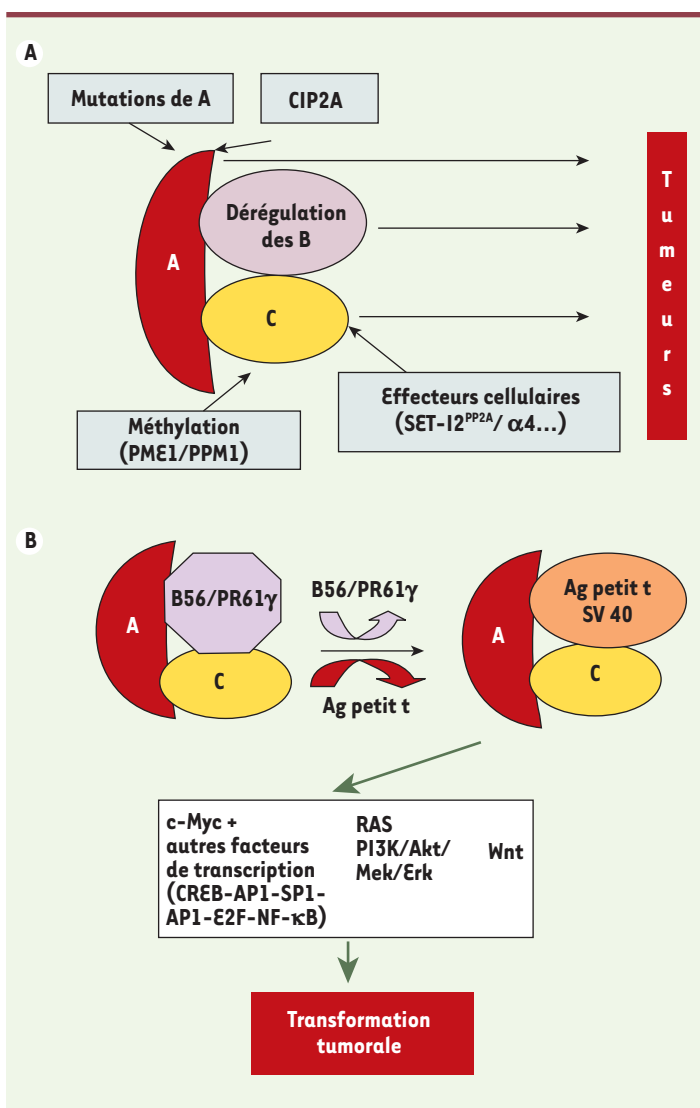 A
Mutations de A
CIP2A
A
Dérégulation
des B
C
T
u
m
e
u
r
s
Méthylation
(PME1/PPM1)
Effecteurs cellulaires
(SET-I2PP2A/ α4...)
B
A
B56/PR61γ
C
B56/PR61γ
Ag petit t
A
Ag petit t
SV 40
C
c-Myc +
autres facteurs
de transcription
(CREB-AP1-SP1-
AP1-E2F-NF-κB)
RAS
PI3K/Akt/
Mek/Erk
Wnt
Transformation
tumorale